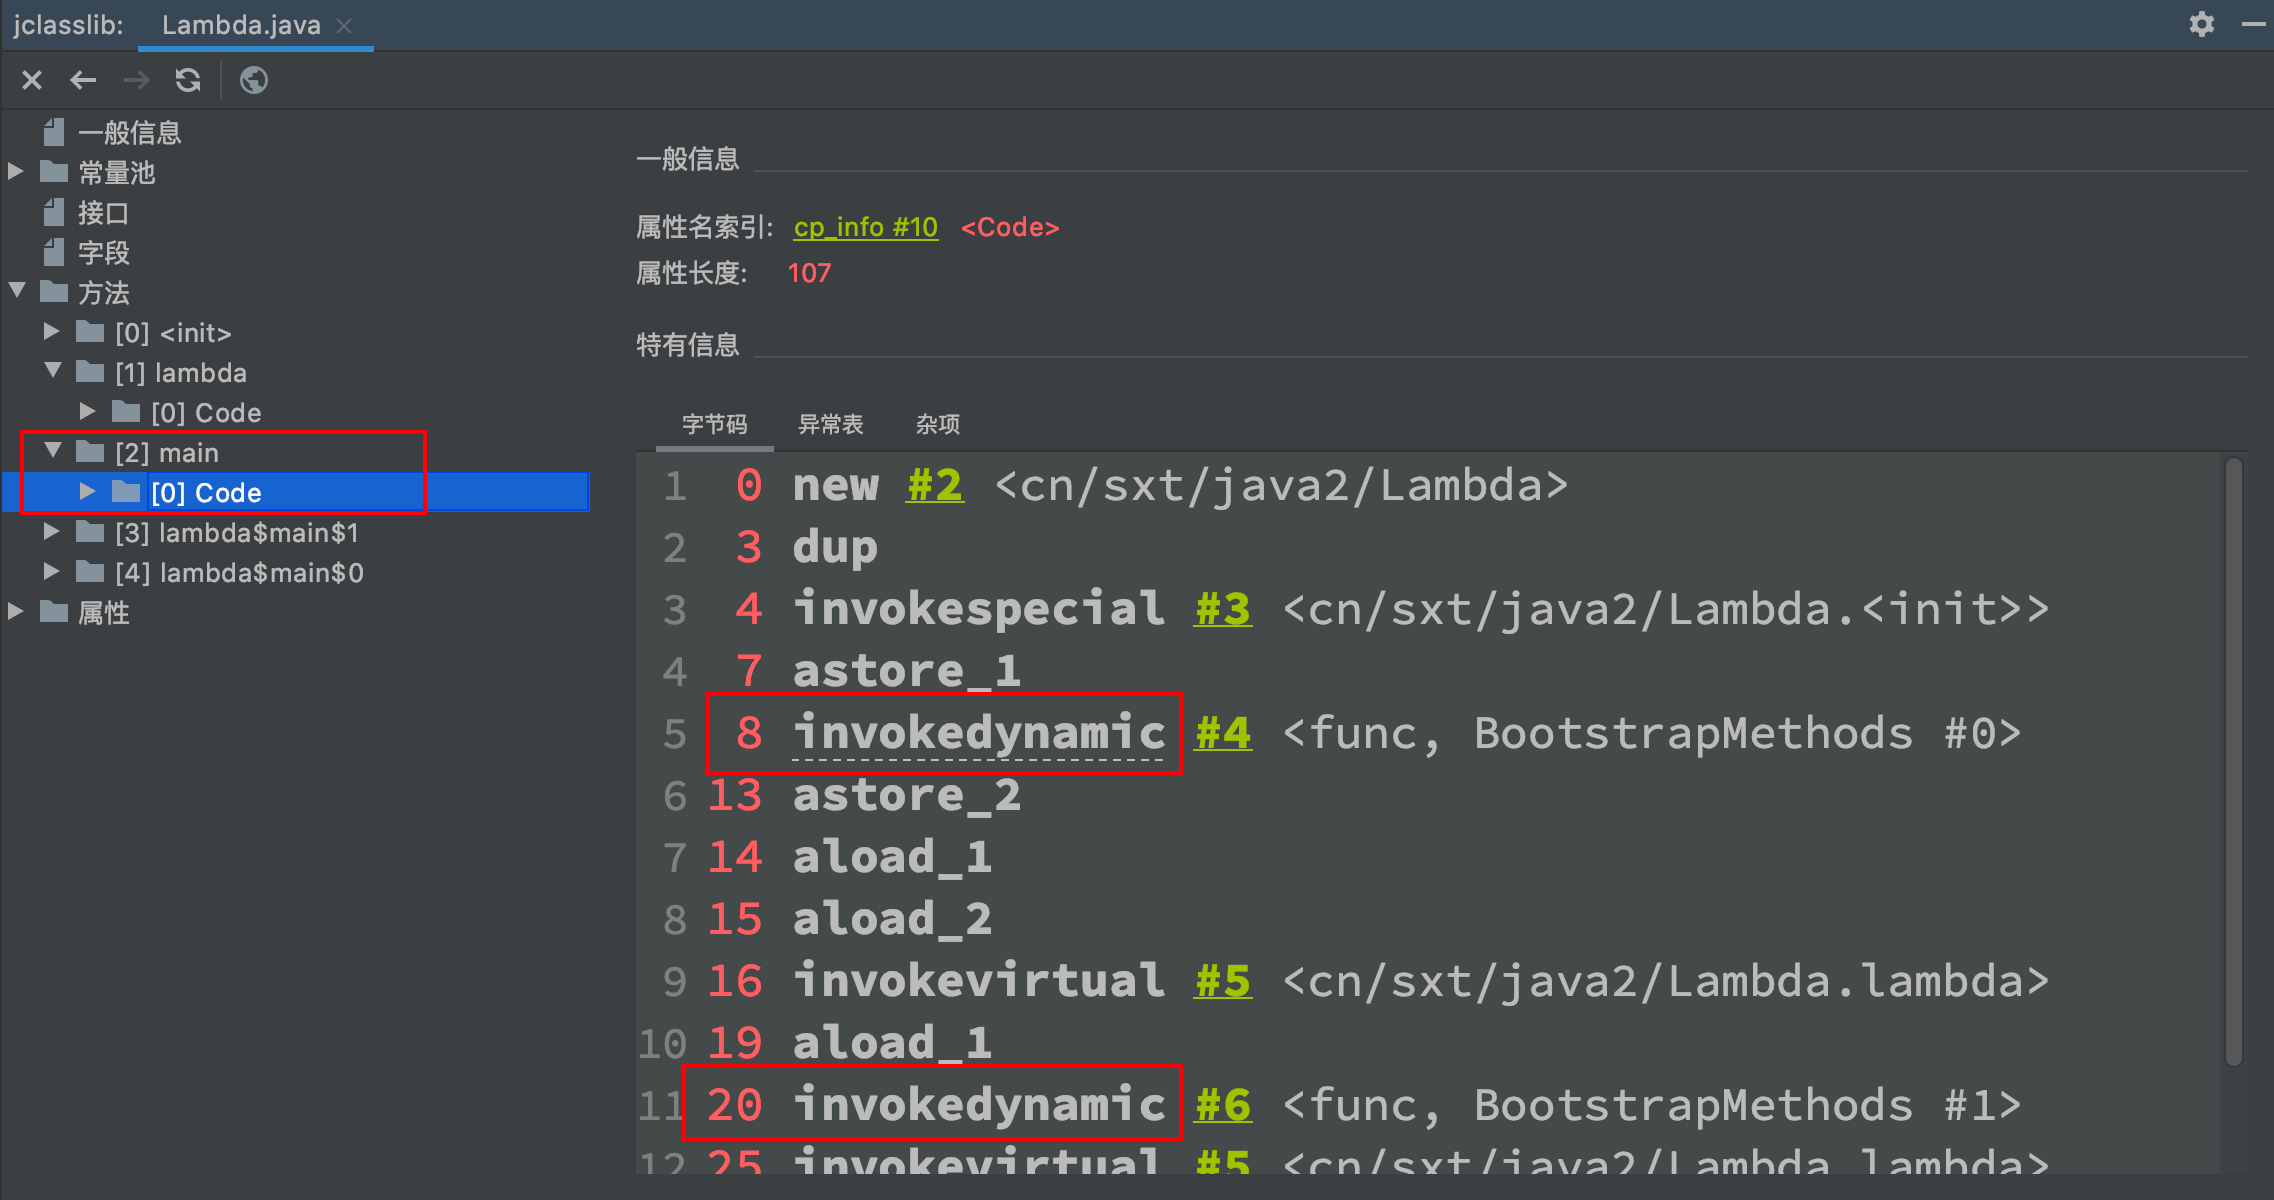 jclasslib: Lambda.java
一般信息
常量池
接口
字段
方法
[0] <init>
[1] lambda
[0] Code
[2] main
[0] Code
[3] lambda$main$1
[4] lambda$main$0
属性
一般信息
属性名索引: cp_info #10 <Code>
属性长度: 107
特有信息
字节码 异常表 杂项
1 0 new #2 <cn/sxt/java2/Lambda>
2 3 dup
3 4 invokespecial #3 <cn/sxt/java2/Lambda.<init>>
4 7 astore_1
5 8 invokedynamic #4 <func, BootstrapMethods #0>
6 13 astore_2
7 14 aload_1
8 15 aload_2
9 16 invokevirtual #5 <cn/sxt/java2/Lambda.lambda>
10 19 aload_1
11 20 invokedynamic #6 <func, BootstrapMethods #1>
12 25 invokevirtual #5 <cn/sxt/java2/Lambda.lambda>